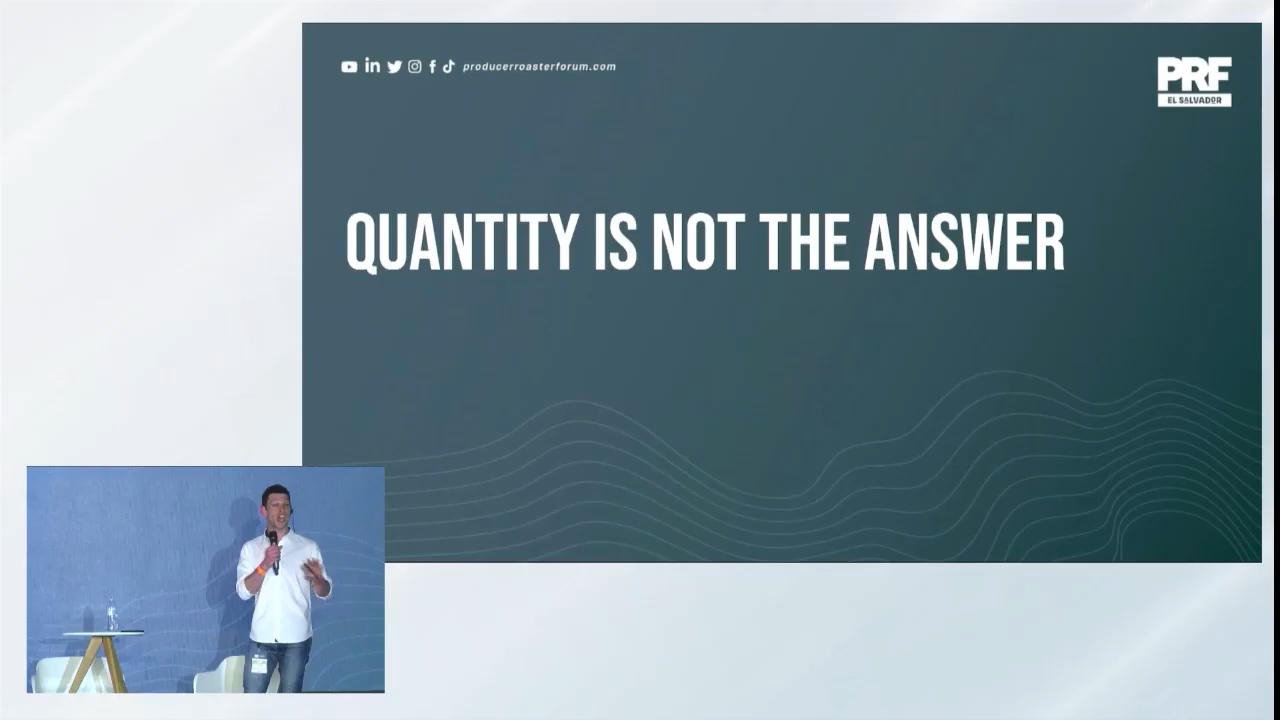 producerroasterforum.com
PRF
EL SALVADOR
QUANTITY IS NOT THE ANSWER